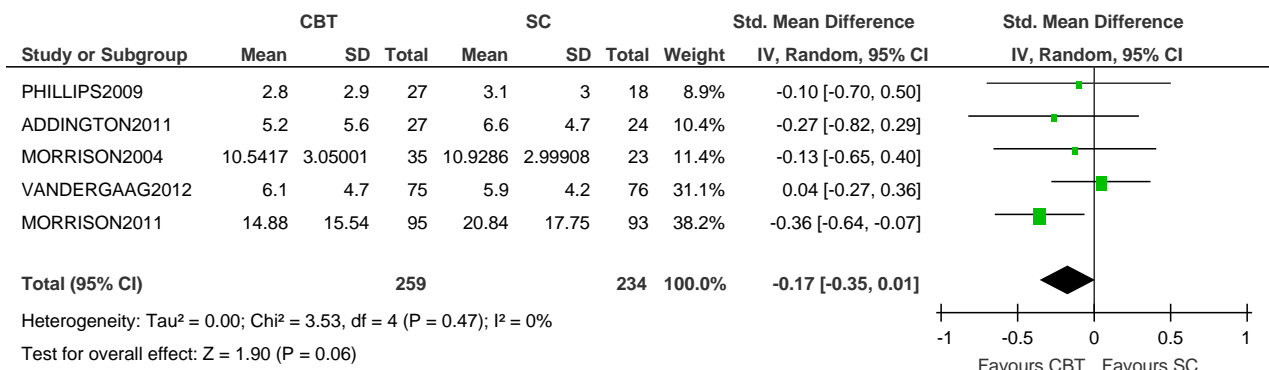 CBT SC Std. Mean Difference Std. Mean Difference
Study or Subgroup Mean SD Total Mean SD Total Weight IV, Random, 95% CI IV, Random, 95% CI
PHILLIPS2009 2.8 2.9 27 3.1 3 18 8.9% -0.10 [-0.70, 0.50]
ADDINGTON2011 5.2 5.6 27 6.6 4.7 24 10.4% -0.27 [-0.82, 0.29]
MORRISON2004 10.5417 3.05001 35 10.9286 2.99908 23 11.4% -0.13 [-0.65, 0.40]
VANDERGAAG2012 6.1 4.7 75 5.9 4.2 76 31.1% 0.04 [-0.27, 0.36]
MORRISON2011 14.88 15.54 95 20.84 17.75 93 38.2% -0.36 [-0.64, -0.07]
Total (95% CI) 259 234 100.0% -0.17 [-0.35, 0.01]
Heterogeneity: Tau² = 0.00; Chi² = 3.53, df = 4 (P = 0.47); I² = 0%
Test for overall effect: Z = 1.90 (P = 0.06)
-1 -0.5 0 0.5 1
Favours CBT Favours SC